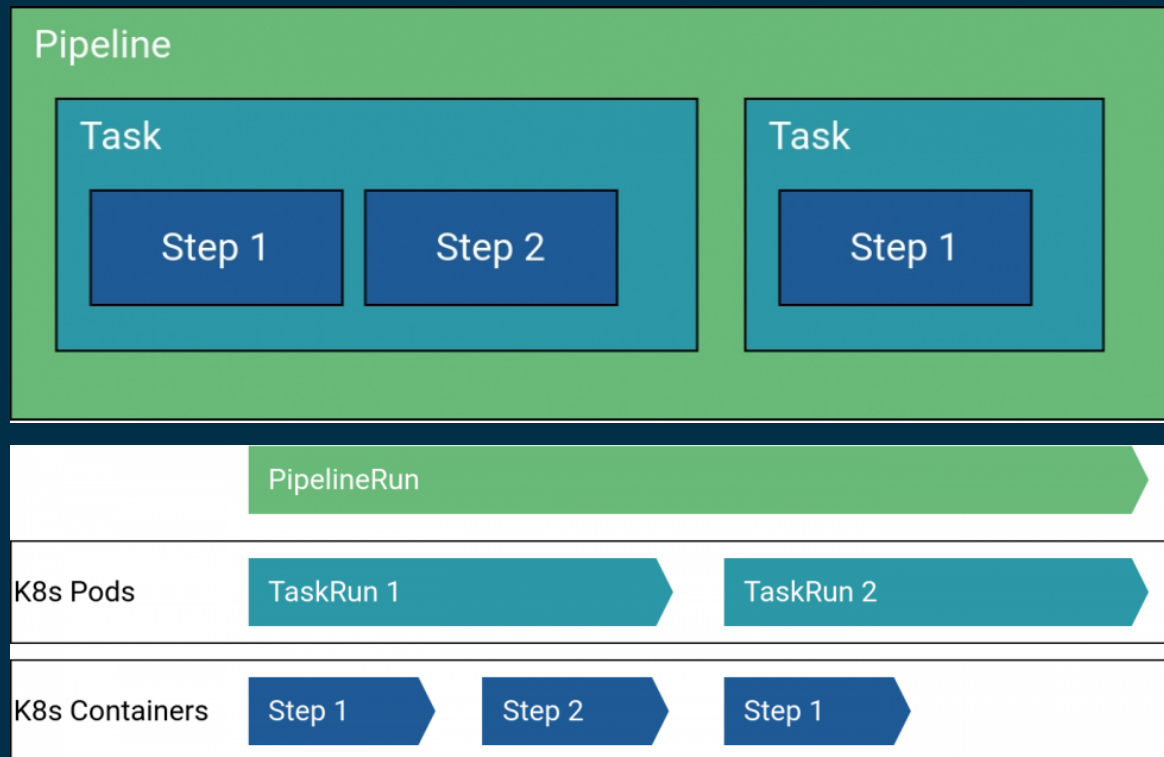 Pipeline
Task
Task
Step 1
Step 2
Step 1
PipelineRun
K8s Pods
TaskRun 1
TaskRun 2
K8s Containers
Step 1
Step 2
Step 1